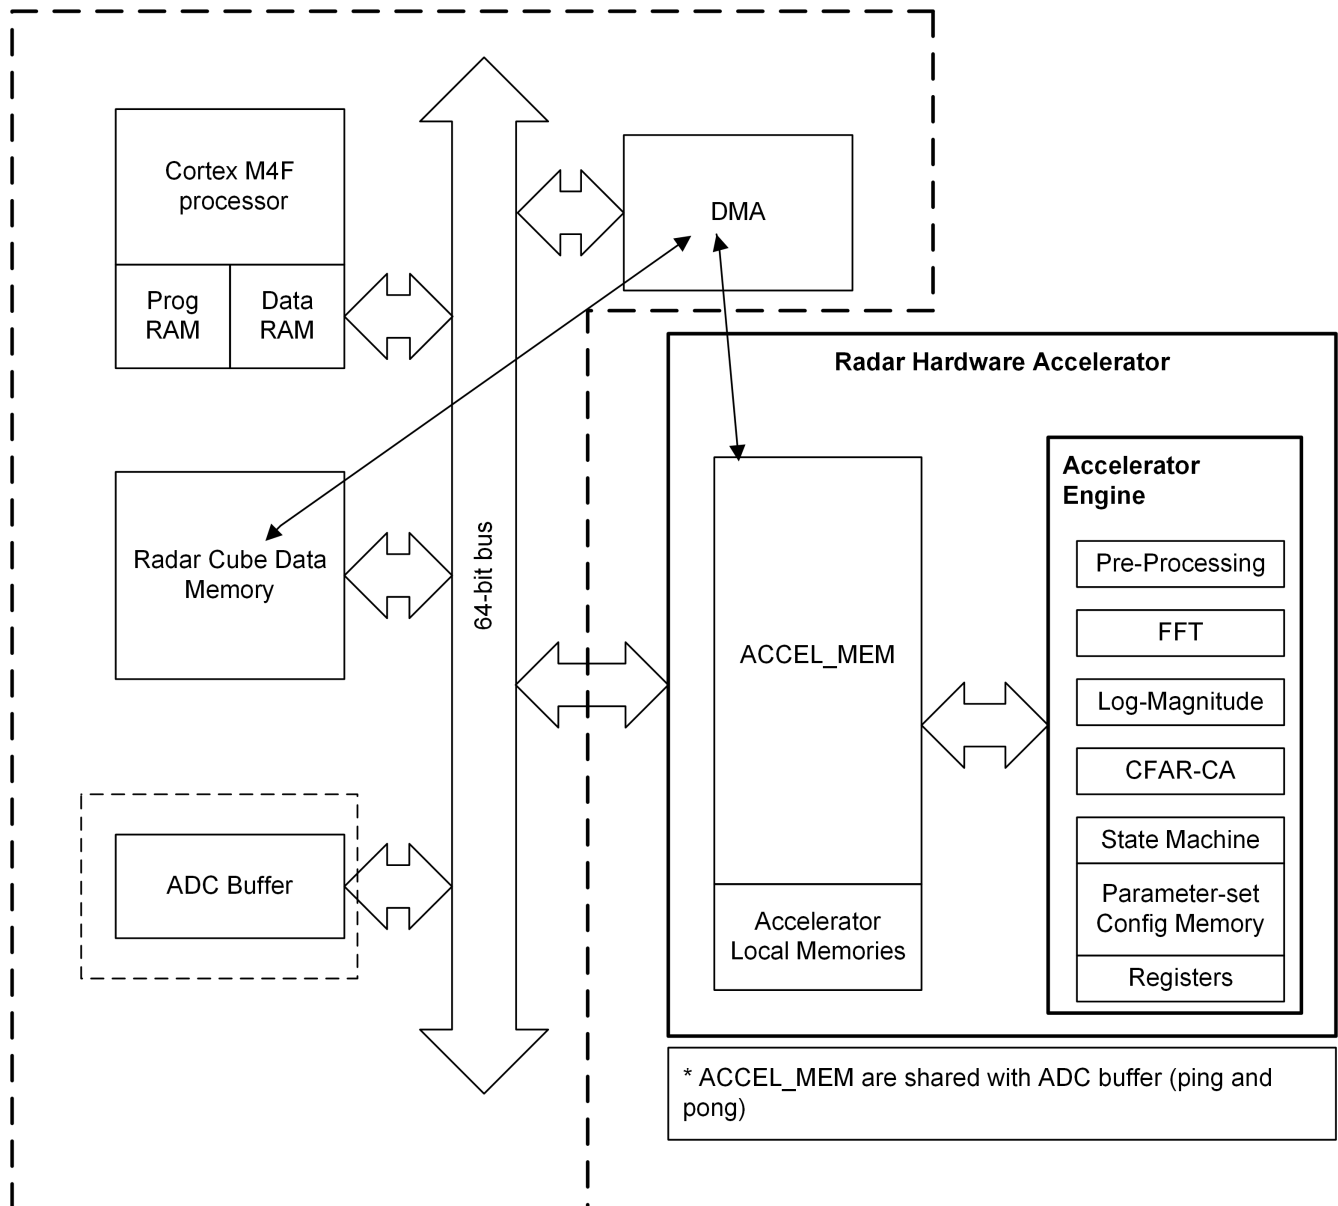 Cortex M4F
processor
Prog
RAM
Data
RAM
DMA
Radar Cube Data
Memory
64-bit bus
ADC Buffer
Radar Hardware Accelerator
ACCEL_MEM
Accelerator
Local Memories
Accelerator
Engine
Pre-Processing
FFT
Log-Magnitude
CFAR-CA
State Machine
Parameter-set
Config Memory
Registers
* ACCEL_MEM are shared with ADC buffer (ping and
pong)